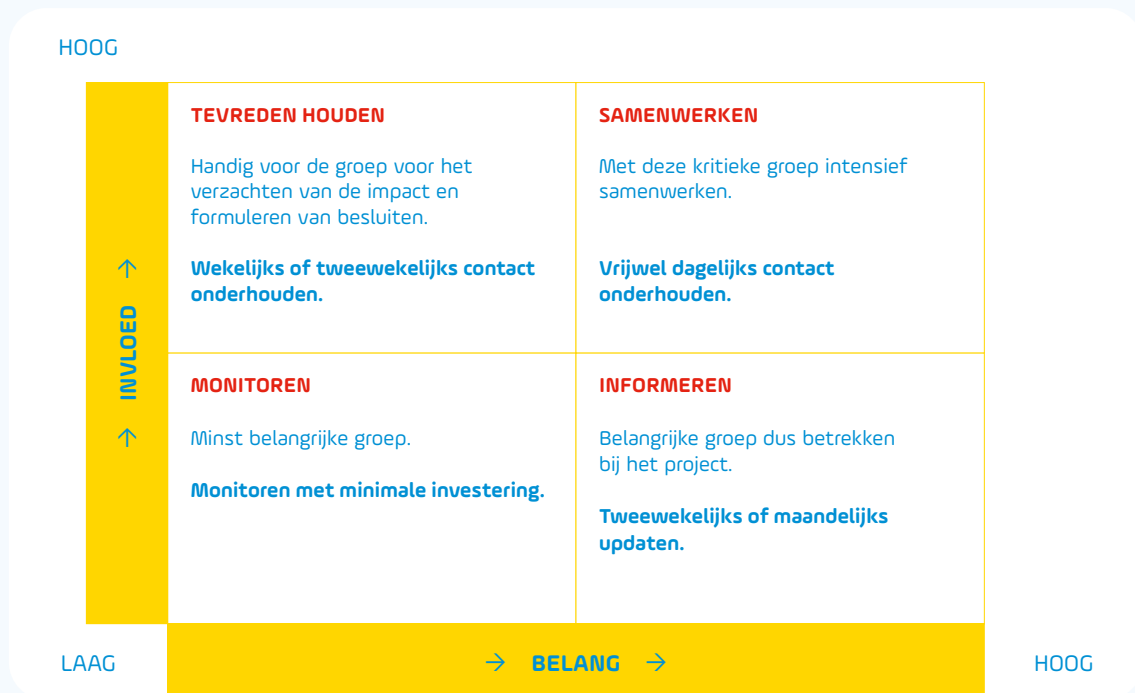 HOOG
TEVREDEN HOUDEN
Handig voor de groep voor het
verzachten van de impact en
formuleren van besluiten.
Wekelijks of tweewekelijks contact
onderhouden.
SAMENWERKEN
Met deze kritieke groep intensief
samenwerken.
Vrijwel dagelijks contact
onderhouden.
↑ INVLOED ↑
MONITOREN
Minst belangrijke groep.
Monitoren met minimale investering.
INFORMEREN
Belangrijke groep dus betrekken
bij het project.
Tweewekelijks of maandelijks
updaten.
LAAG
→ BELANG →
HOOG